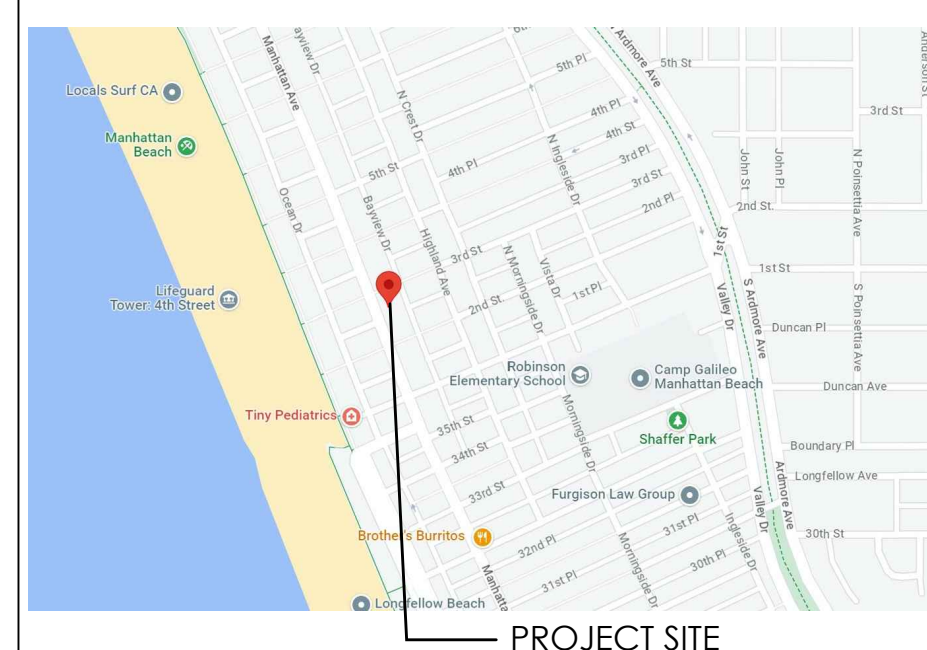 Manhattan Ave
ayview Dr
5th Pl
Ardmore Ave
5th St
Anderson St
Locals Surf CA
N Crest Dr
4th Pl
3rd St
Manhattan
Beach
4th St
N Ingleside Dr
3rd Pl
John St
John Pl
N Poinsettia Ave
5th St
4th Pl
3rd St
Ocean Dr
Bayview Dr
2nd Pl
2nd St.
Highland Ave
3rd St
N Morningside Dr
Vista Dr
1st St
1st St
Lifeguard
Tower: 4th Street
2nd St.
1st Pl
Valley Dr
S Ardmore Ave
S Poinsettia Ave
Duncan Pl
Robinson
Elementary School
Camp Galileo
Manhattan Beach
Duncan Ave
Tiny Pediatrics
35th St
Morningside Dr
Shaffer Park
34th St
Boundary Pl
Longfellow Ave
33rd St
Furgison Law Group
Valley Dr
Ardmore Ave
Brother's Burritos
32nd Pl
31st Pl
Ingleside Dr
30th St
Manhatta
31st Pl
Morningside Dr
30th Pl
Longfellow Beach
PROJECT SITE